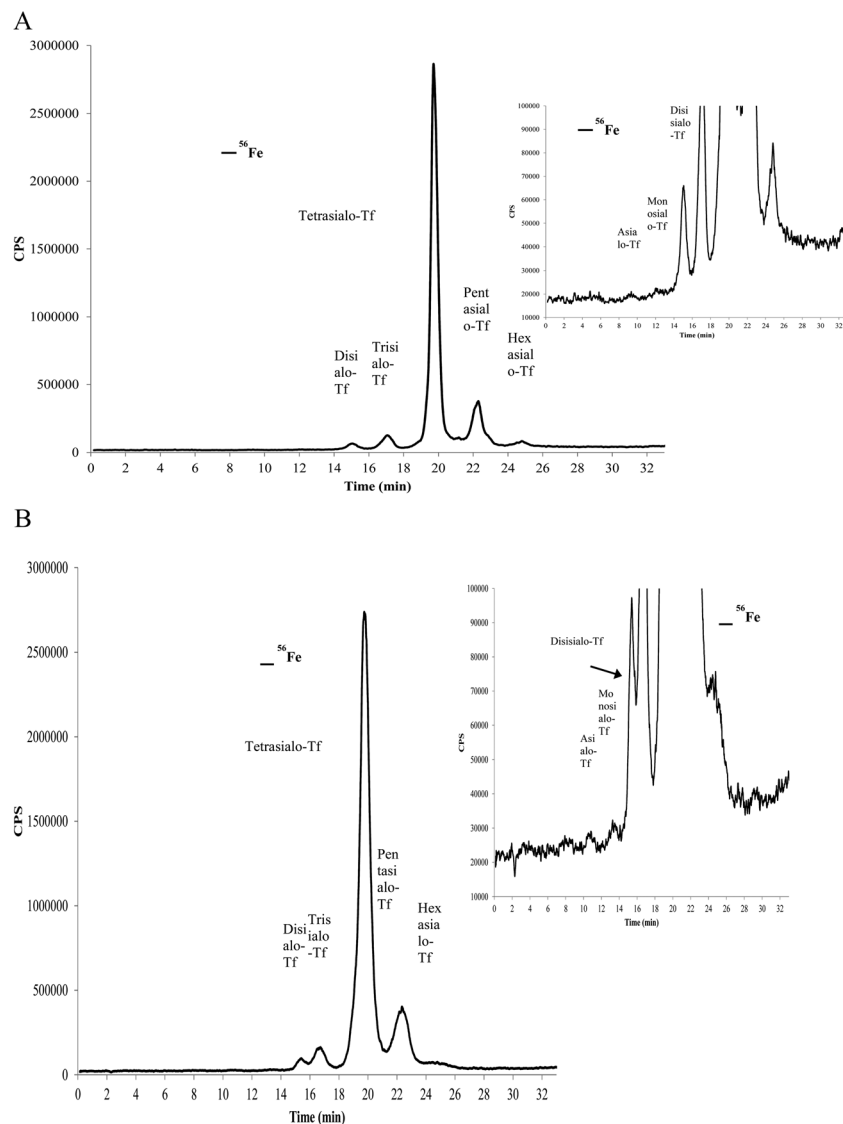 A
3000000
2500000
2000000
1500000
1000000
500000
0
CPS
56Fe
Tetrasialo-Tf
Disi
alo-
Tf
Trisi
alo-
Tf
Pent
asial
o-Tf
Hex
asial
o-Tf
0 2 4 6 8 10 12 14 16 18 20 22 24 26 28 30 32
Time (min)
100000
90000
80000
70000
60000
50000
40000
30000
20000
10000
CPS
56Fe
Disi
sialo
-Tf
Mon
osial
o-Tf
Asia
lo-Tf
0 2 4 6 8 10 12 14 16 18 20 22 24 26 28 30 32
Time (min)
B
3000000
2500000
2000000
1500000
1000000
500000
0
CPS
56Fe
Tetrasialo-Tf
Pen
tasi
alo-
Tf
Disi
alo-
Tf
Tris
ialo
-Tf
Hex
asia
lo-
Tf
0 2 4 6 8 10 12 14 16 18 20 22 24 26 28 30 32
Time (min)
100000
90000
80000
70000
60000
50000
40000
30000
20000
10000
CPS
56Fe
Disisialo-Tf
Mo
nosi
alo-
Tf
Asi
alo-
Tf
0 2 4 6 8 10 12 14 16 18 20 22 24 26 28 30 32
Time (min)